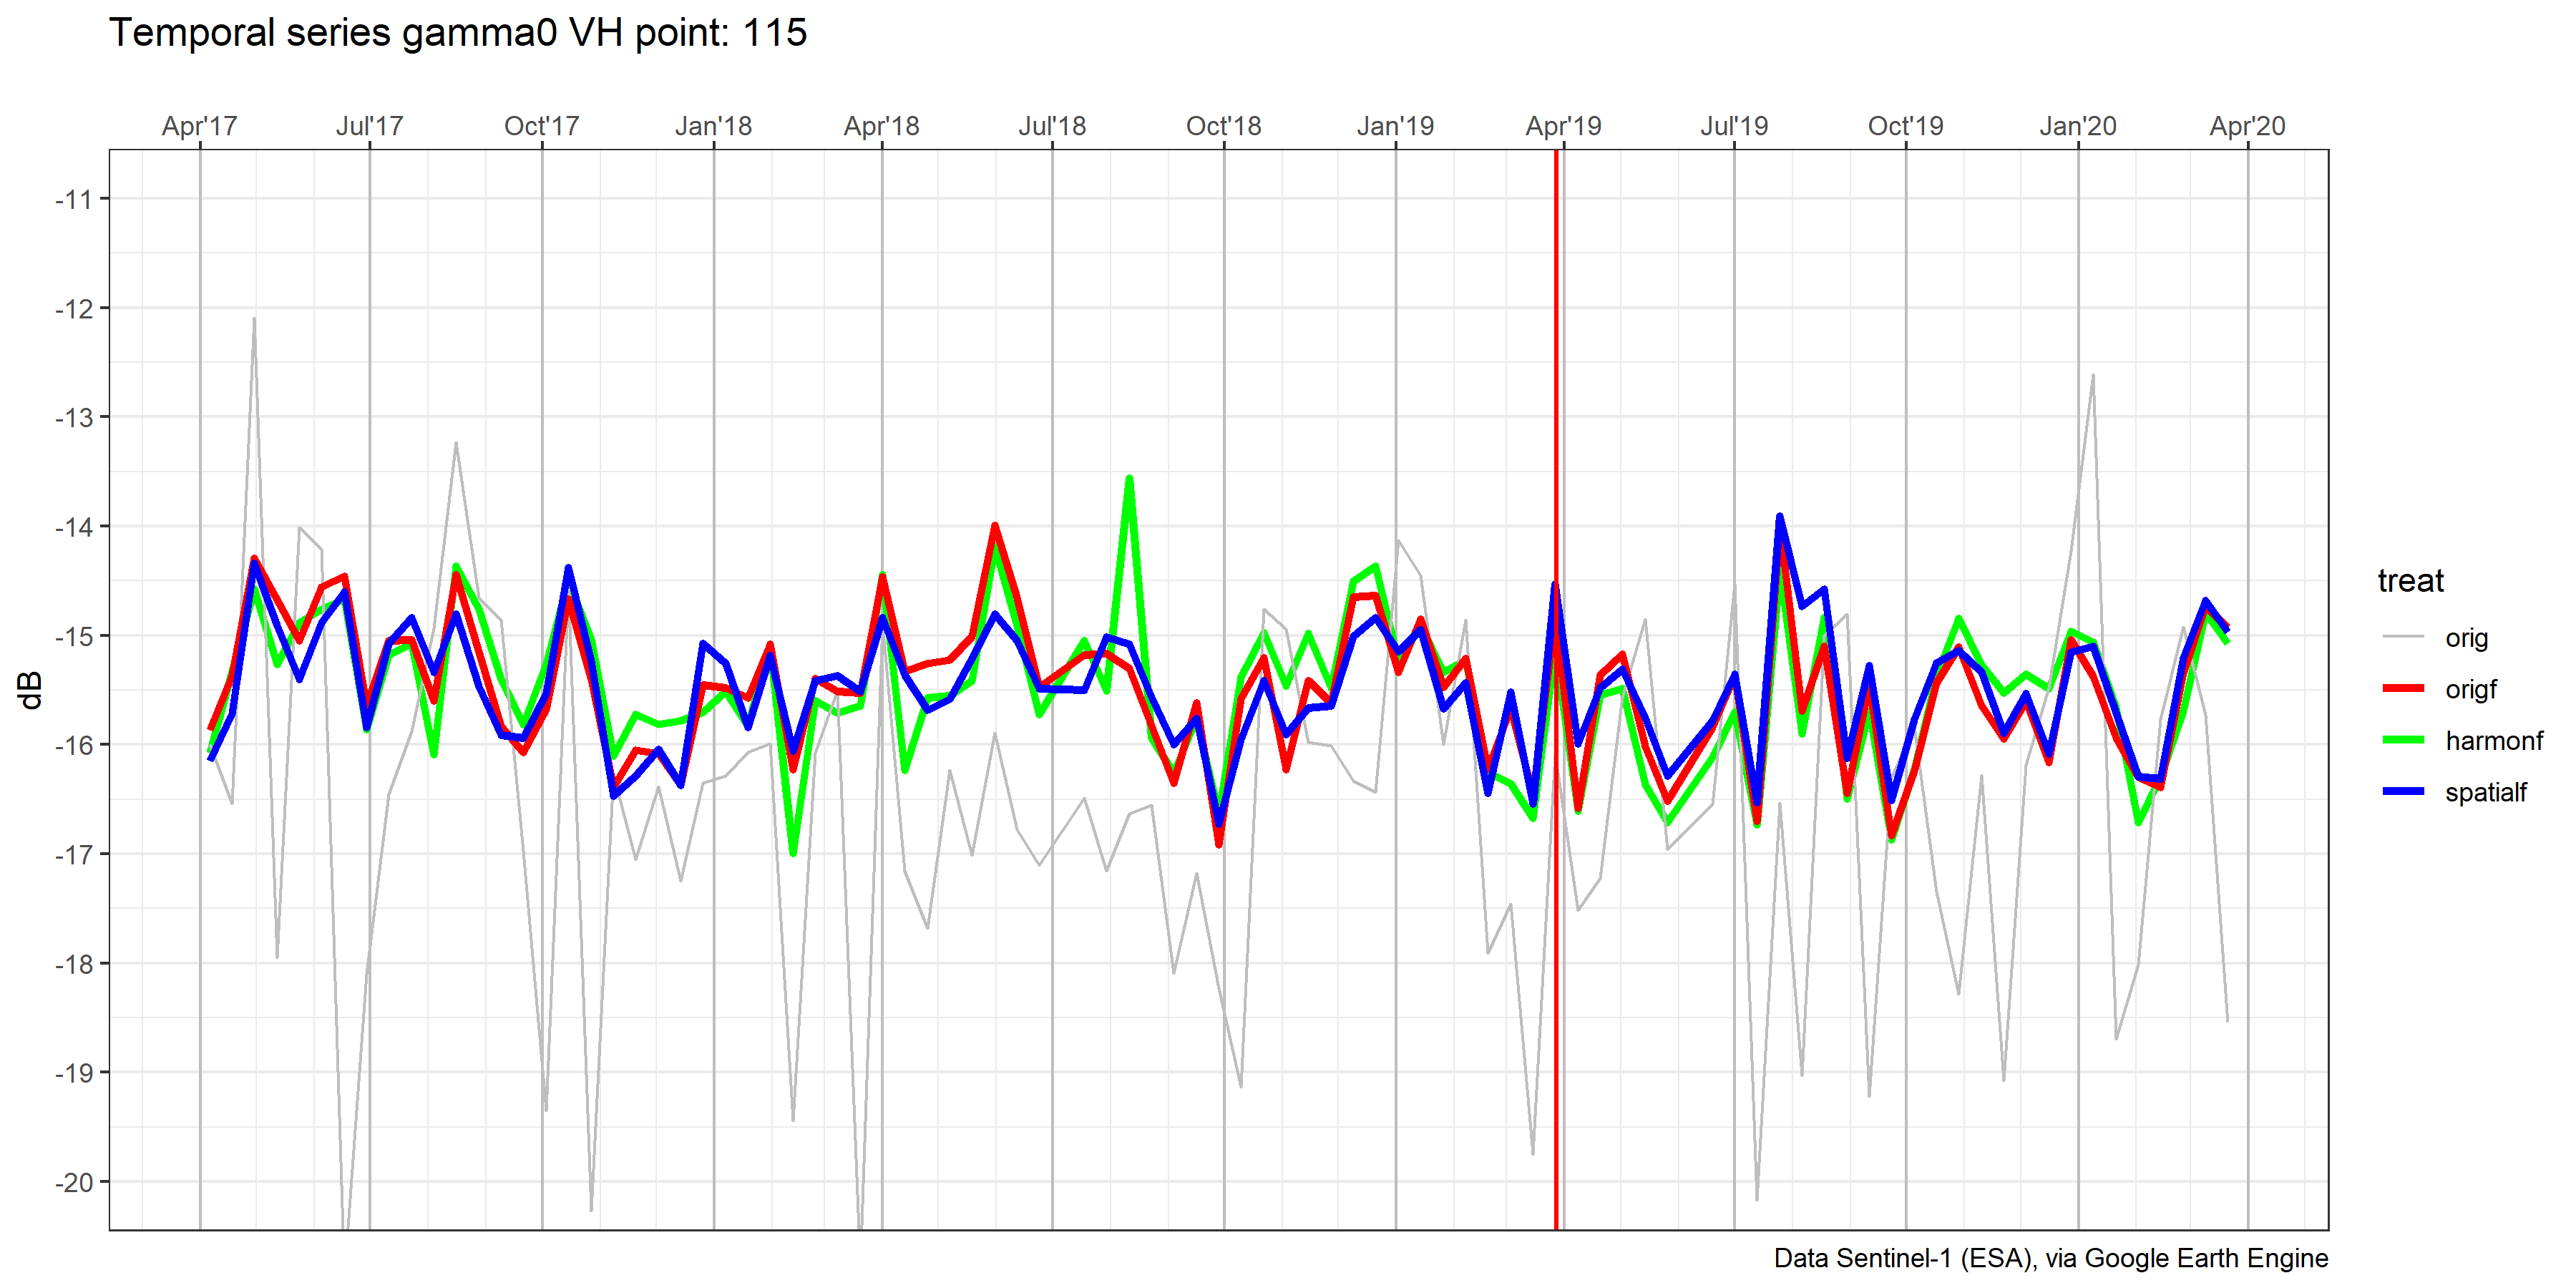 Temporal series gamma0 VH point: 115
Apr'17 Jul'17 Oct'17 Jan'18 Apr'18 Jul'18 Oct'18 Jan'19 Apr'19 Jul'19 Oct'19 Jan'20 Apr'20
-11
-12
-13
-14
-15
-16
-17
-18
-19
-20
dB
treat
orig
origf
harmonf
spatialf
Data Sentinel-1 (ESA), via Google Earth Engine